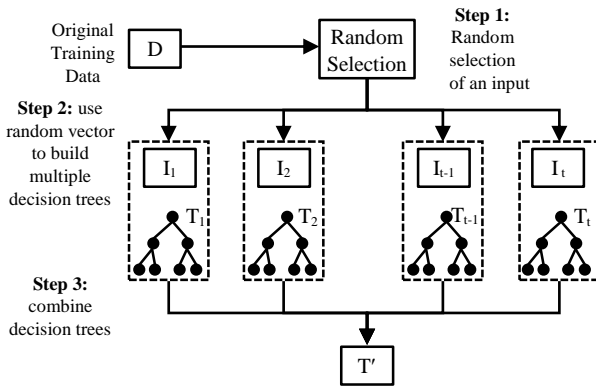 Original
Training
Data
D
Random
Selection
Step 1:
Random
selection
of an input
Step 2: use
random vector
to build
multiple
decision trees
I1
I2
It-1
I t
T1
T2
Tt-1
Tt
Step 3:
combine
decision trees
T'